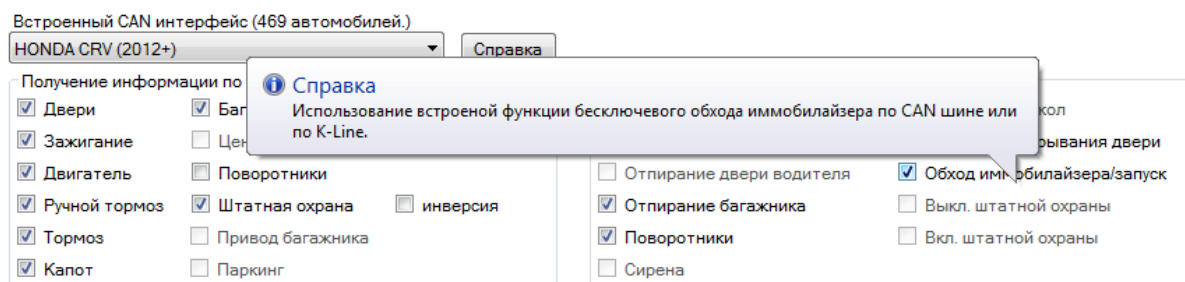 Встроенный CAN интерфейс (469 автомобилей.)
HONDA CRV (2012+)
Справка
Получение информации по
Справка
Использование встроеной функции бесключевого обхода иммобилайзера по CAN шине или
по K-Line.
Двери
Зажигание
Двигатель
Поворотники
Отпирание двери водителя
Обход иммобилайзера/запуск
Ручной тормоз
Штатная охрана
инверсия
Отпирание багажника
Выкл. штатной охраны
Тормоз
Привод багажника
Поворотники
Вкл. штатной охраны
Капот
Паркинг
Сирена